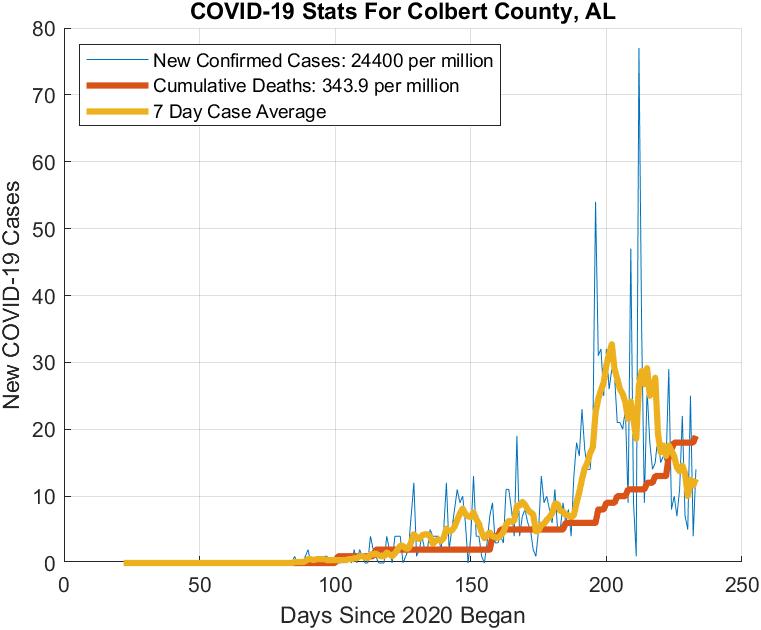 COVID-19 Stats For Colbert County, AL
80
70
60
50
40
30
20
10
0
New COVID-19 Cases
New Confirmed Cases: 24400 per million
Cumulative Deaths: 343.9 per million
7 Day Case Average
0
50
100
150
200
250
Days Since 2020 Began